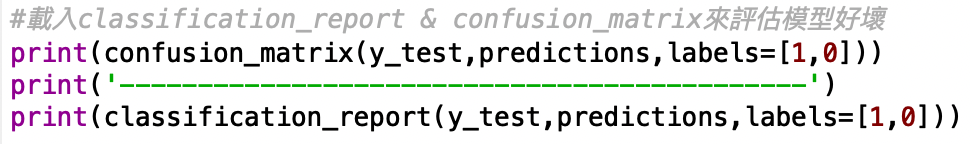 #載入classification_report & confusion_matrix來評估模型好壞
print(confusion_matrix(y_test,predictions,labels=[1,0]))
print('--------------------------------------------')
print(classification_report(y_test,predictions,labels=[1,0]))